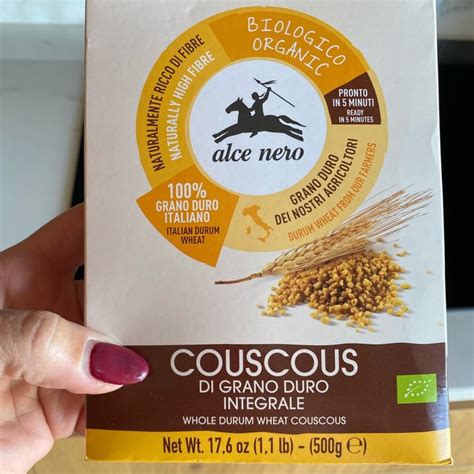 BIOLOGICO
ORGANIC
NATURALMENTE RICCO DI FIBRE
NATURALLY HIGH FIBRE
PRONTO
IN 5 MINUTI
READY
IN 5 MINUTES
alce nero
100%
GRANO DURO
ITALIANO
ITALIAN DURUM
WHEAT
GRANO DURO
DEI NOSTRI AGRICOLTORI
DURUM WHEAT FROM OUR FARMERS
COUSCOUS
DI GRANO DURO
INTEGRALE
WHOLE DURUM WHEAT COUSCOUS
Net Wt. 17,6 oz (1,1 lb) - (500g ℮)